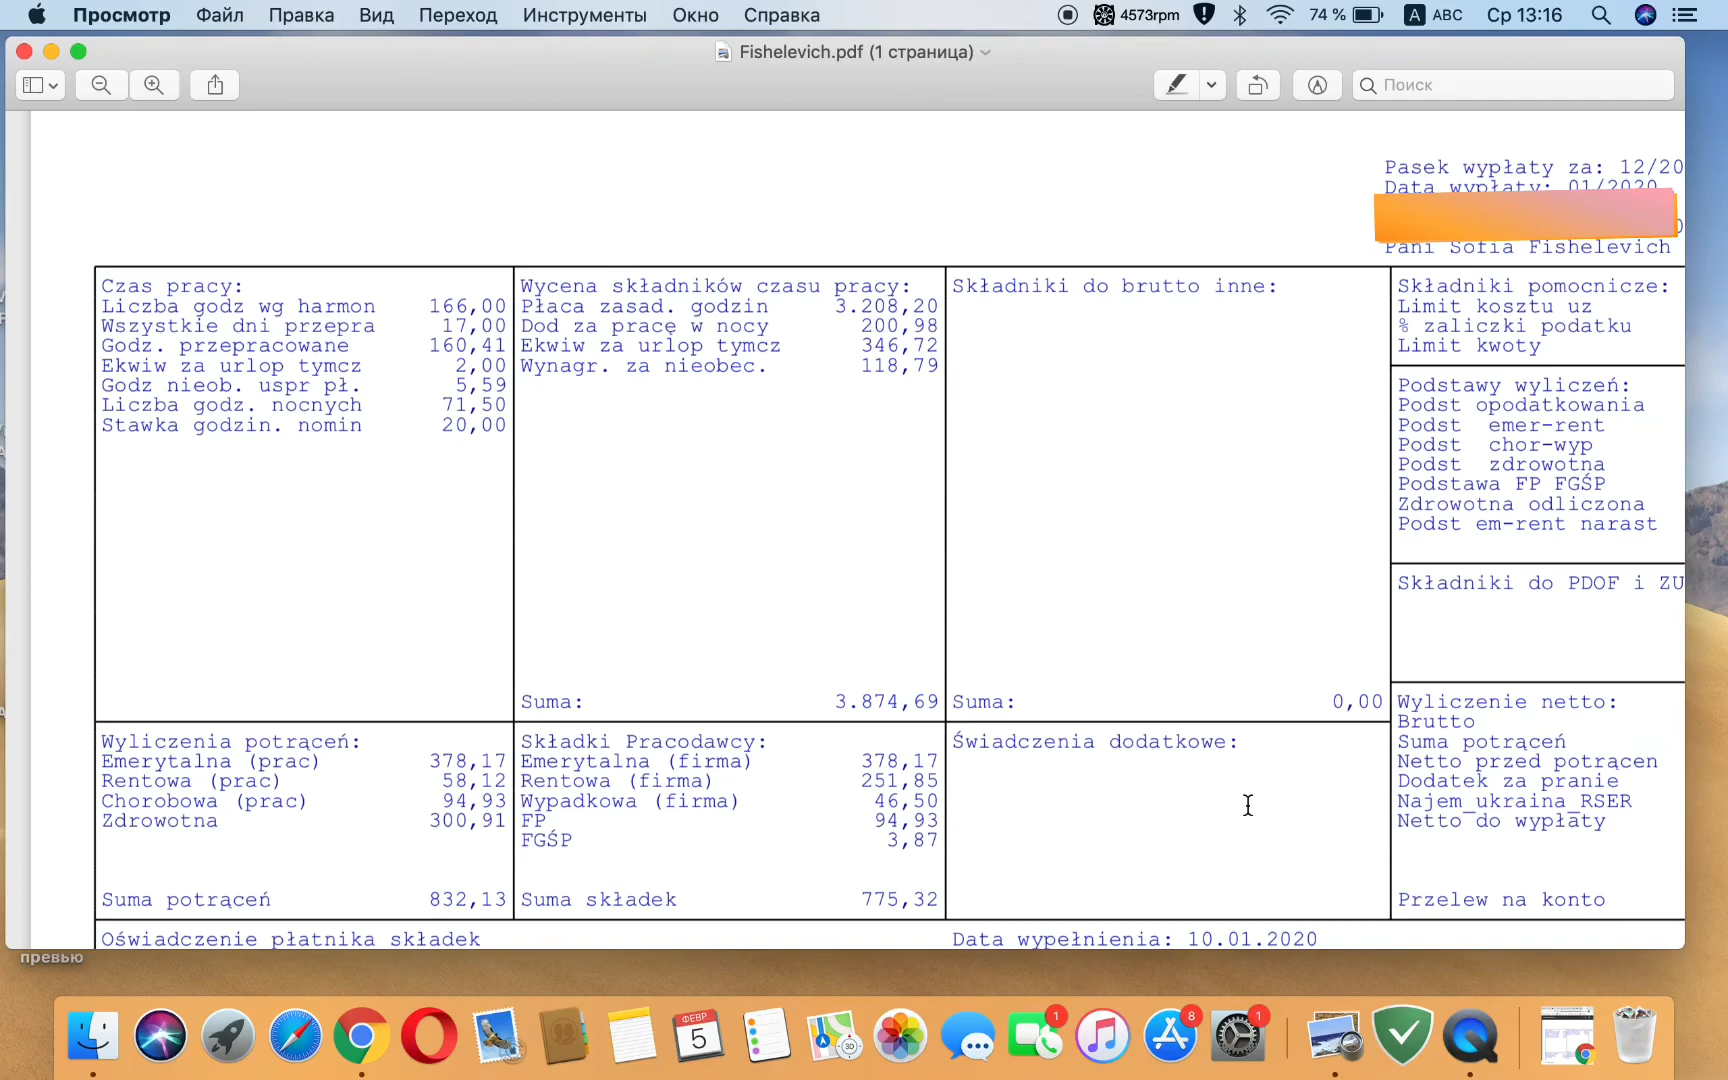 Просмотр Файл Правка Вид Переход Инструменты Окно Справка 4573rpm 74 % A ABC Ср 13:16
Fishelevich.pdf (1 страница)
Поиск
Pasek wypłaty za: 12/20
Data wypłaty: 01/2020
Pani Sofia Fishelevich
Czas pracy:
Liczba godz wg harmon 166,00
Wszystkie dni przepra 17,00
Godz. przepracowane 160,41
Ekwiw za urlop tymcz 2,00
Godz nieob. uspr pł. 5,59
Liczba godz. nocnych 71,50
Stawka godzin. nomin 20,00
Wycena składników czasu pracy:
Płaca zasad. godzin 3.208,20
Dod za pracę w nocy 200,98
Ekwiw za urlop tymcz 346,72
Wynagr. za nieobec. 118,79
Suma: 3.874,69
Składniki do brutto inne:
Suma: 0,00
Składniki pomocnicze:
Limit kosztu uz
% zaliczki podatku
Limit kwoty
Podstawy wyliczeń:
Podst opodatkowania
Podst emer-rent
Podst chor-wyp
Podst zdrowotna
Podstawa FP FGŚP
Zdrowotna odliczona
Podst em-rent narast
Składniki do PDOF i ZU
Wyliczenia potrąceń:
Emerytalna (prac) 378,17
Rentowa (prac) 58,12
Chorobowa (prac) 94,93
Zdrowotna 300,91
Suma potrąceń 832,13
Składki Pracodawcy:
Emerytalna (firma) 378,17
Rentowa (firma) 251,85
Wypadkowa (firma) 46,50
FP 94,93
FGŚP 3,87
Suma składek 775,32
Świadczenia dodatkowe:
Wyliczenie netto:
Brutto
Suma potrąceń
Netto przed potrącen
Dodatek za pranie
Najem_ukraina_RSER
Netto do wypłaty
Przelew na konto
Oświadczenie płatnika składek Data wypełnienia: 10.01.2020
превью
ФЕВР
5
3D
1
8
1